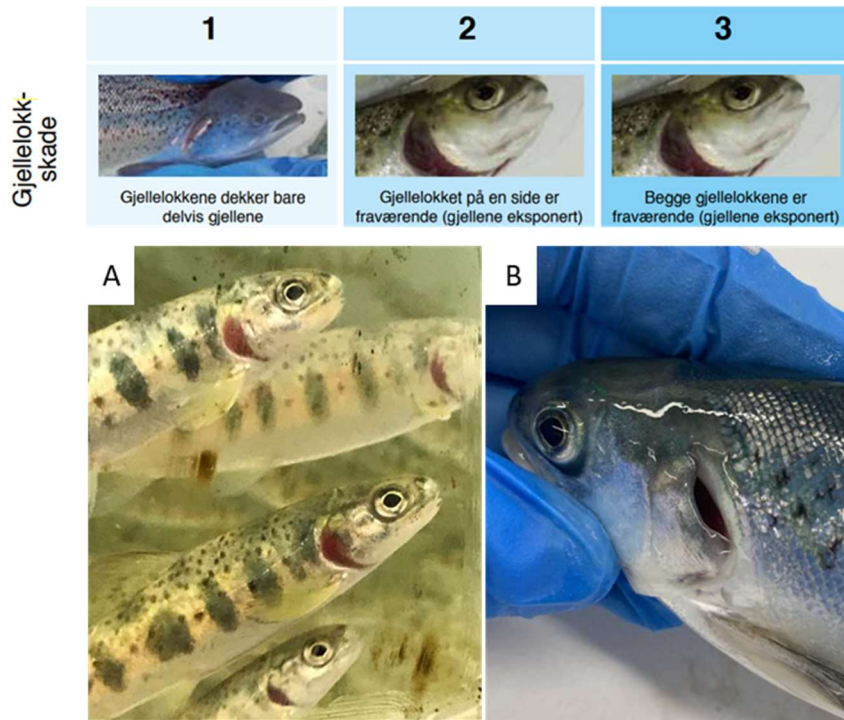 1
2
3
Gjellelokk-
skade
Gjellelokkene dekker bare
delvis gjellene
Gjellelokket på en side er
fraværende (gjellene eksponert)
Begge gjellelokkene er
fraværende (gjellene eksponert)
A
B